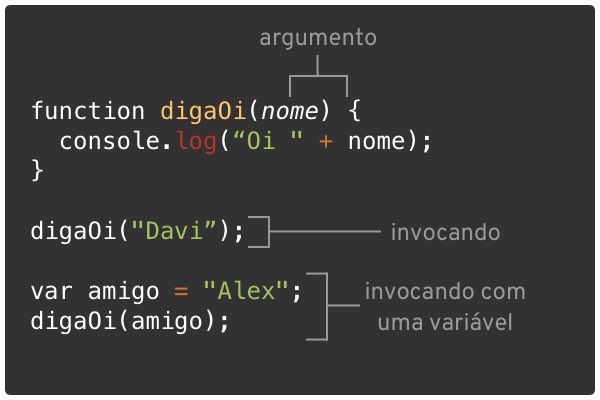 argumento
function digaOi(nome) {
console.log(“Oi " + nome);
}
digaOi("Davi”);
invocando
var amigo = "Alex";
digaOi(amigo);
invocando com
uma variável